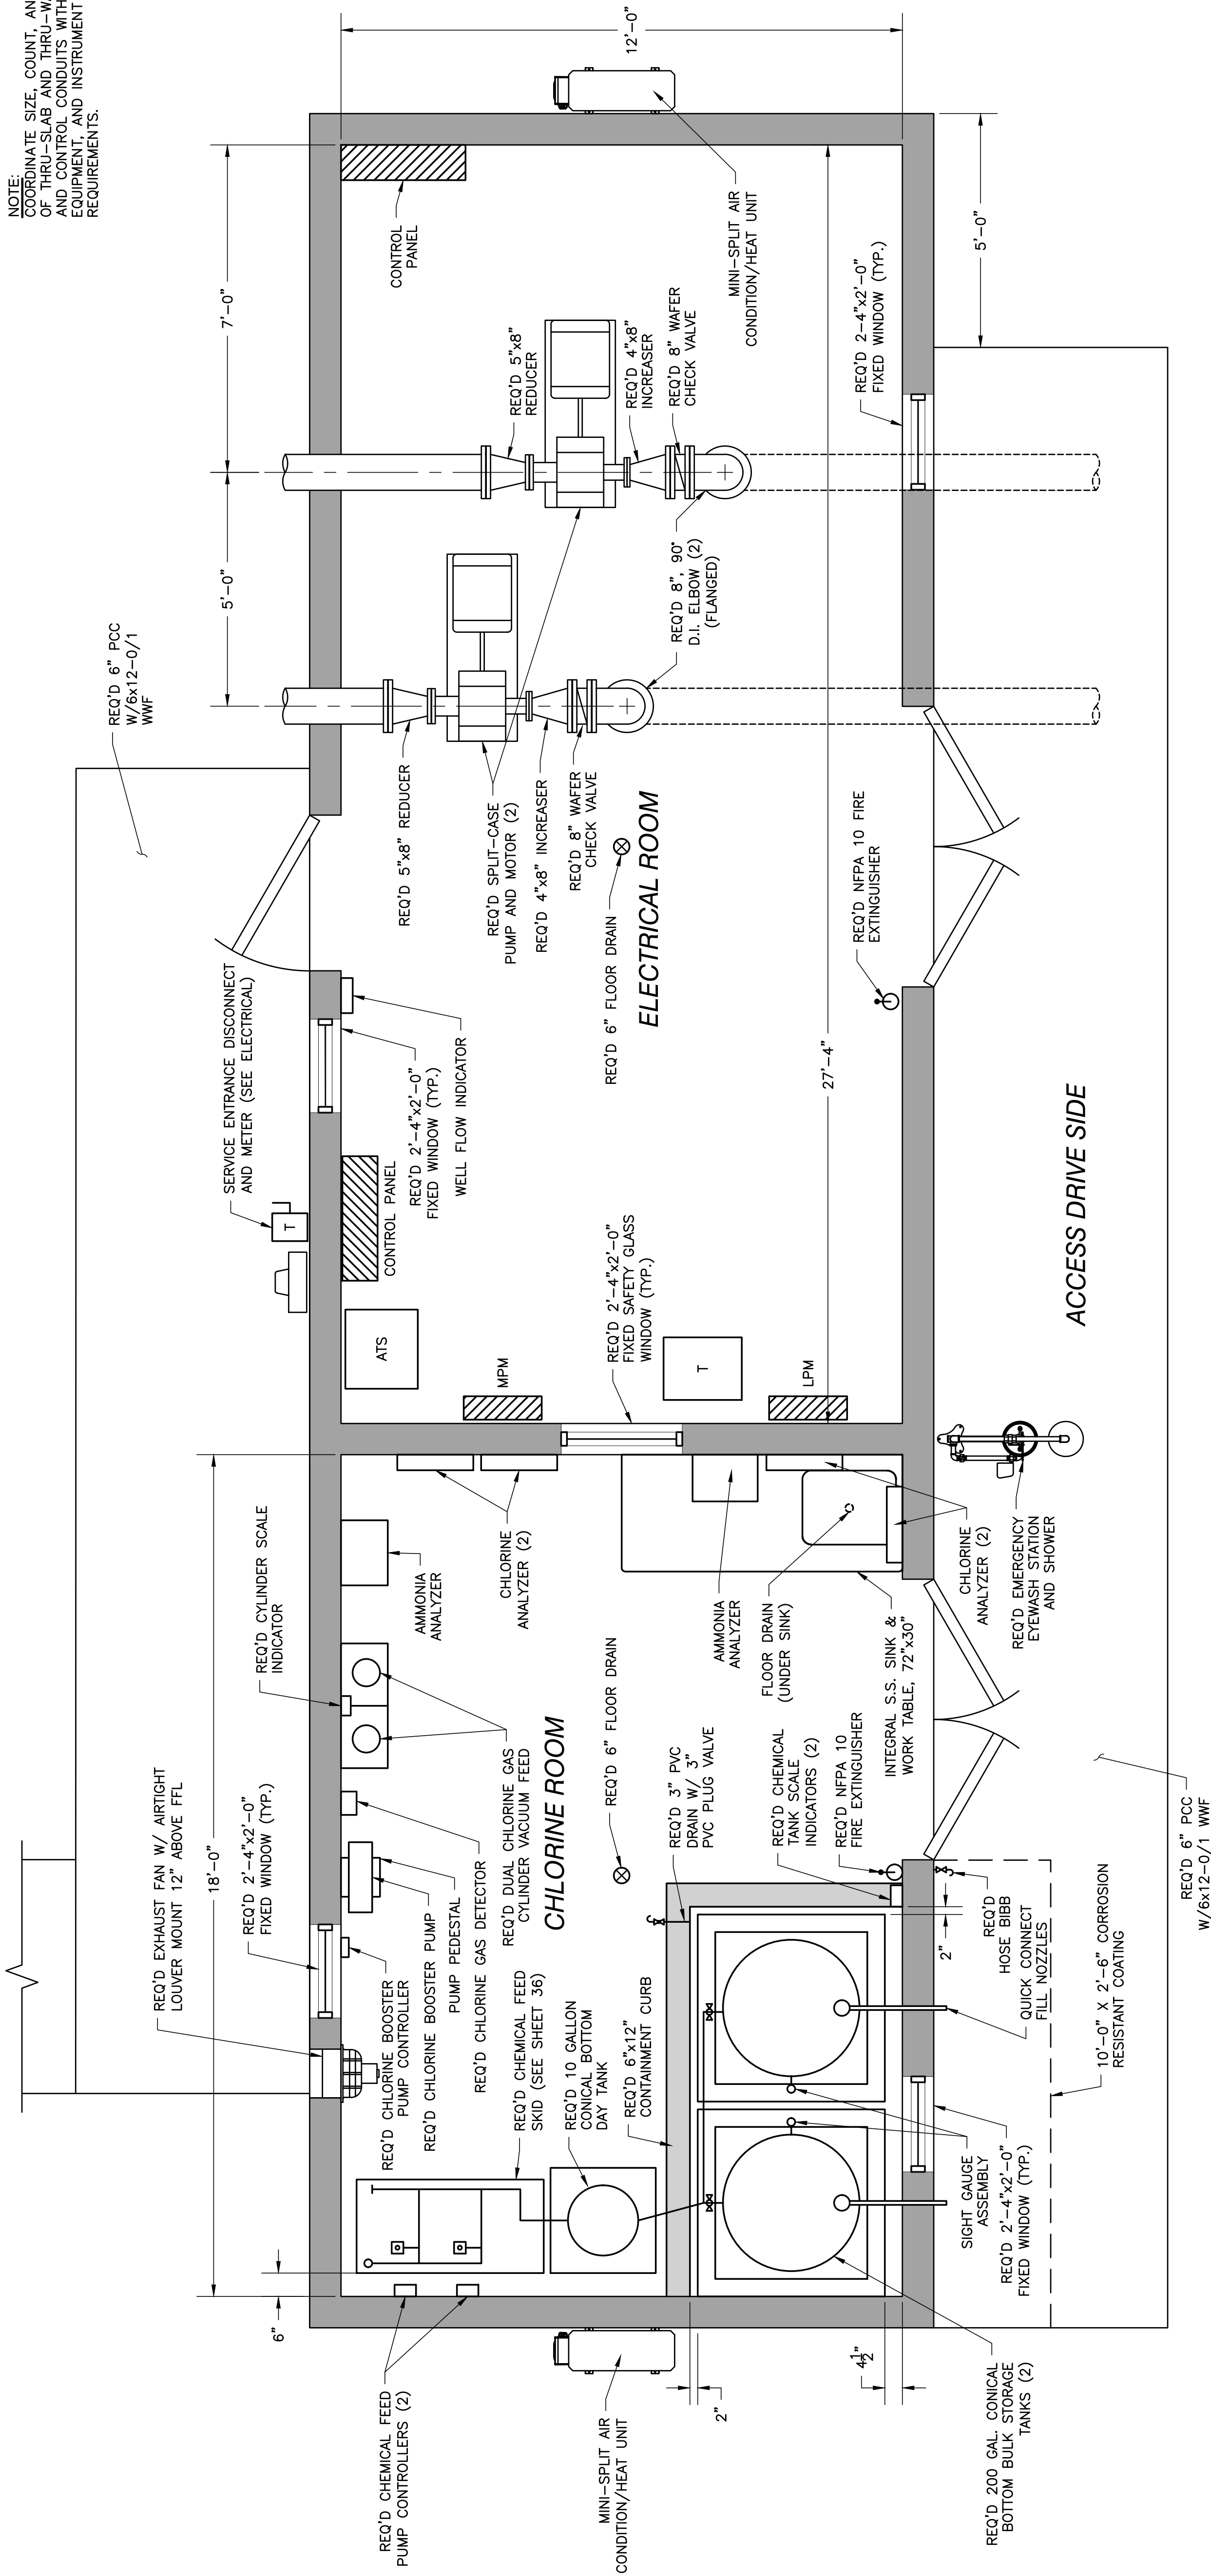 NOTE:
COORDINATE SIZE, COUNT, AN
OF THRU-SLAB AND THRU-WA
AND CONTROL CONDUITS WITH
EQUIPMENT, AND INSTRUMENT
REQUIREMENTS.
REQ'D 6" PCC
W/6x12-0/1
WWF
REQ'D EXHAUST FAN W/ AIRTIGHT
LOUVER MOUNT 12" ABOVE FFL
18'-0"
REQ'D 2'-4"x2'-0"
FIXED WINDOW (TYP.)
REQ'D CYLINDER SCALE
INDICATOR
SERVICE ENTRANCE DISCONNECT
AND METER (SEE ELECTRICAL)
T
5'-0"
7'-0"
12'-0"
6"
REQ'D CHEMICAL FEED
PUMP CONTROLLERS (2)
REQ'D CHLORINE BOOSTER
PUMP CONTROLLER
REQ'D CHLORINE BOOSTER PUMP
PUMP PEDESTAL
REQ'D CHLORINE GAS DETECTOR
REQ'D DUAL CHLORINE GAS
CYLINDER VACUUM FEED
REQ'D CHEMICAL FEED
SKID (SEE SHEET 36)
REQ'D 10 GALLON
CONICAL BOTTOM
DAY TANK
REQ'D 6"x12"
CONTAINMENT CURB
CHLORINE ROOM
REQ'D 6" FLOOR DRAIN
REQ'D 3" PVC
DRAIN W/ 3"
PVC PLUG VALVE
AMMONIA
ANALYZER
CHLORINE
ANALYZER (2)
AMMONIA
ANALYZER
FLOOR DRAIN
(UNDER SINK)
REQ'D CHEMICAL
TANK SCALE
INDICATORS (2)
REQ'D NFPA 10
FIRE EXTINGUISHER
INTEGRAL S.S. SINK &
WORK TABLE, 72"x30"
CHLORINE
ANALYZER (2)
ATS
MPM
CONTROL PANEL
REQ'D 2'-4"x2'-0"
FIXED WINDOW (TYP.)
WELL FLOW INDICATOR
REQ'D 2'-4"x2'-0"
FIXED SAFETY GLASS
WINDOW (TYP.)
T
LPM
27'-4"
REQ'D 5"x8" REDUCER
REQ'D SPLIT-CASE
PUMP AND MOTOR (2)
REQ'D 4"x8" INCREASER
REQ'D 8" WAFER
CHECK VALVE
REQ'D 6" FLOOR DRAIN
ELECTRICAL ROOM
CONTROL
PANEL
REQ'D 5"x8"
REDUCER
REQ'D 4"x8"
INCREASER
REQ'D 8" WAFER
CHECK VALVE
REQ'D 8", 90°
D.I. ELBOW (2)
(FLANGED)
MINI-SPLIT AIR
CONDITION/HEAT UNIT
REQ'D 2-4"x2'-0"
FIXED WINDOW (TYP.)
REQ'D NFPA 10 FIRE
EXTINGUISHER
5'-0"
MINI-SPLIT AIR
CONDITION/HEAT UNIT
2"
4½"
2"
REQ'D 200 GAL. CONICAL
BOTTOM BULK STORAGE
TANKS (2)
SIGHT GAUGE
ASSEMBLY
REQ'D 2'-4"x2'-0"
FIXED WINDOW (TYP.)
REQ'D
HOSE BIBB
QUICK CONNECT
FILL NOZZLES
10'-0" X 2'-6" CORROSION
RESISTANT COATING
REQ'D EMERGENCY
EYEWASH STATION
AND SHOWER
ACCESS DRIVE SIDE
REQ'D 6" PCC
W/6x12-0/1 WWF